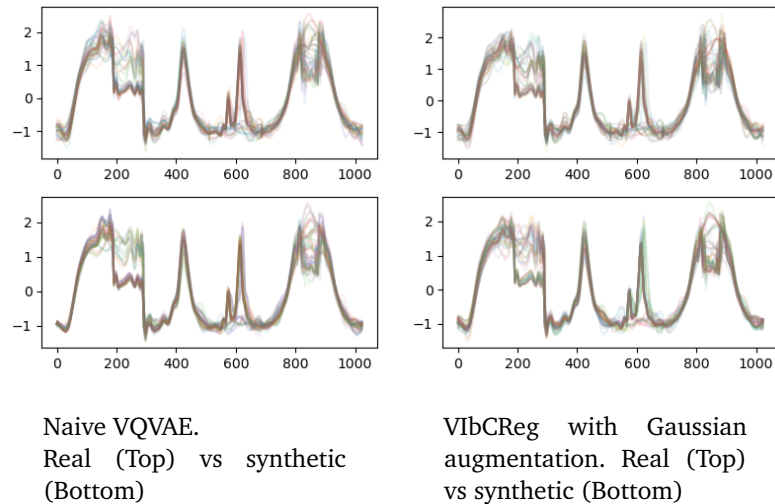 2
1
0
−1
0 200 400 600 800 1000
2
1
0
−1
0 200 400 600 800 1000
2
1
0
−1
0 200 400 600 800 1000
2
1
0
−1
0 200 400 600 800 1000
Naive VQVAE.
Real (Top) vs synthetic
(Bottom)
VIbCReg with Gaussian
augmentation. Real (Top)
vs synthetic (Bottom)